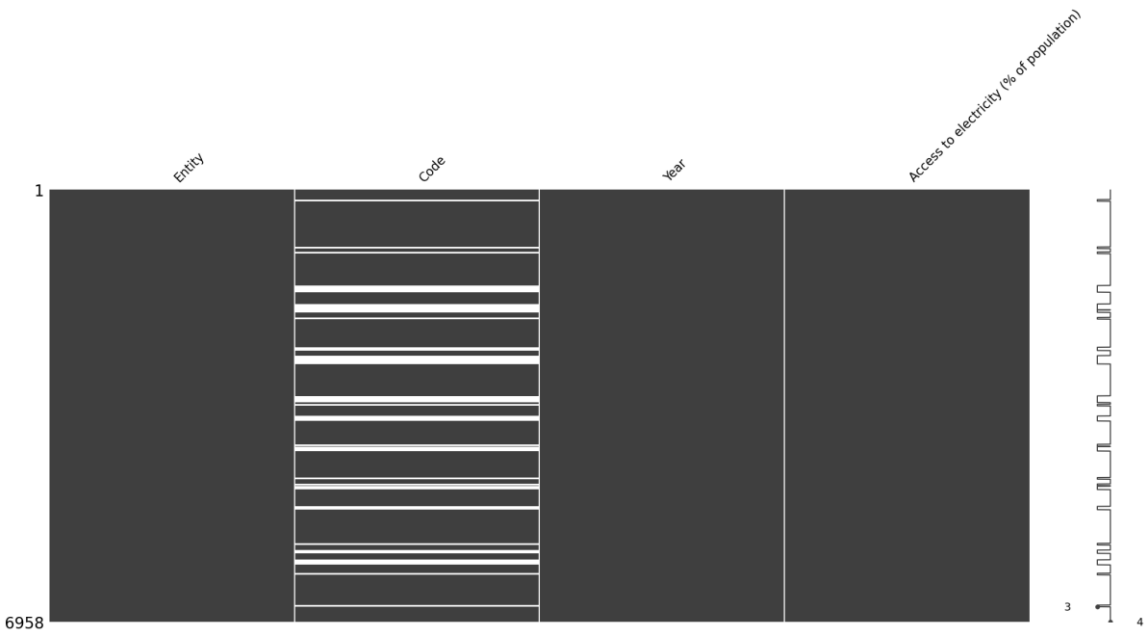 Entity
Code
Year
Access to electricity (% of population)
1
6958
3
4